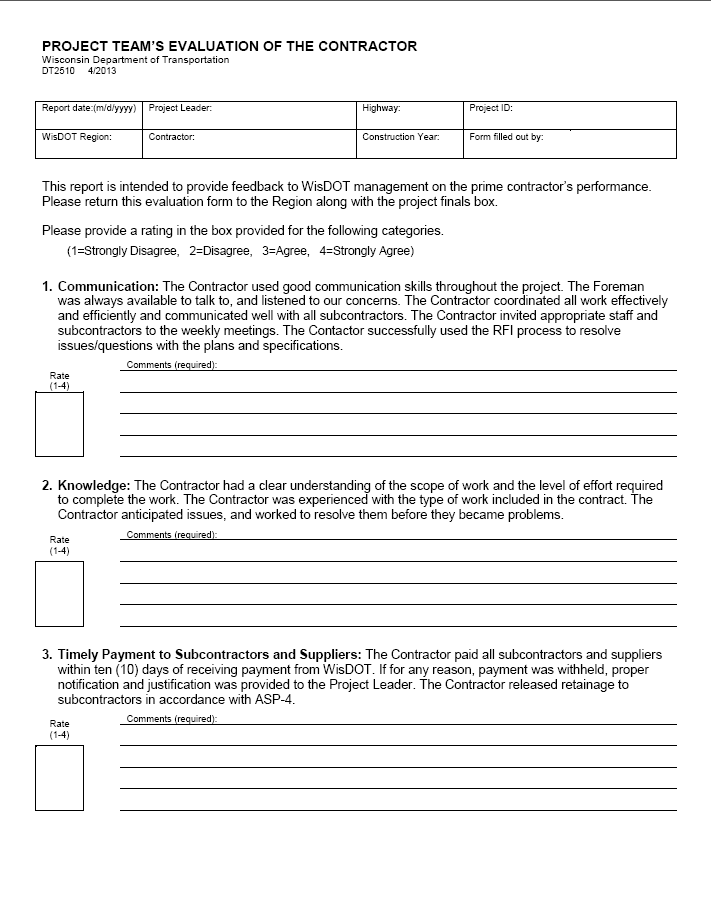 PROJECT TEAM'S EVALUATION OF THE CONTRACTOR
Wisconsin Department of Transportation
DT2510 4/2013
Report date:(m/d/yyyy) Project Leader: Highway: Project ID:
WisDOT Region: Contractor: Construction Year: Form filled out by:
This report is intended to provide feedback to WisDOT management on the prime contractor's performance.
Please return this evaluation form to the Region along with the project finals box.
Please provide a rating in the box provided for the following categories.
(1=Strongly Disagree, 2=Disagree, 3=Agree, 4=Strongly Agree)
1. Communication: The Contractor used good communication skills throughout the project. The Foreman
was always available to talk to, and listened to our concerns. The Contractor coordinated all work effectively
and efficiently and communicated well with all subcontractors. The Contractor invited appropriate staff and
subcontractors to the weekly meetings. The Contactor successfully used the RFI process to resolve
issues/questions with the plans and specifications.
Comments (required):
Rate
(1-4)
2. Knowledge: The Contractor had a clear understanding of the scope of work and the level of effort required
to complete the work. The Contractor was experienced with the type of work included in the contract. The
Contractor anticipated issues, and worked to resolve them before they became problems.
Comments (required):
Rate
(1-4)
3. Timely Payment to Subcontractors and Suppliers: The Contractor paid all subcontractors and suppliers
within ten (10) days of receiving payment from WisDOT. If for any reason, payment was withheld, proper
notification and justification was provided to the Project Leader. The Contractor released retainage to
subcontractors in accordance with ASP-4.
Comments (required):
Rate
(1-4)